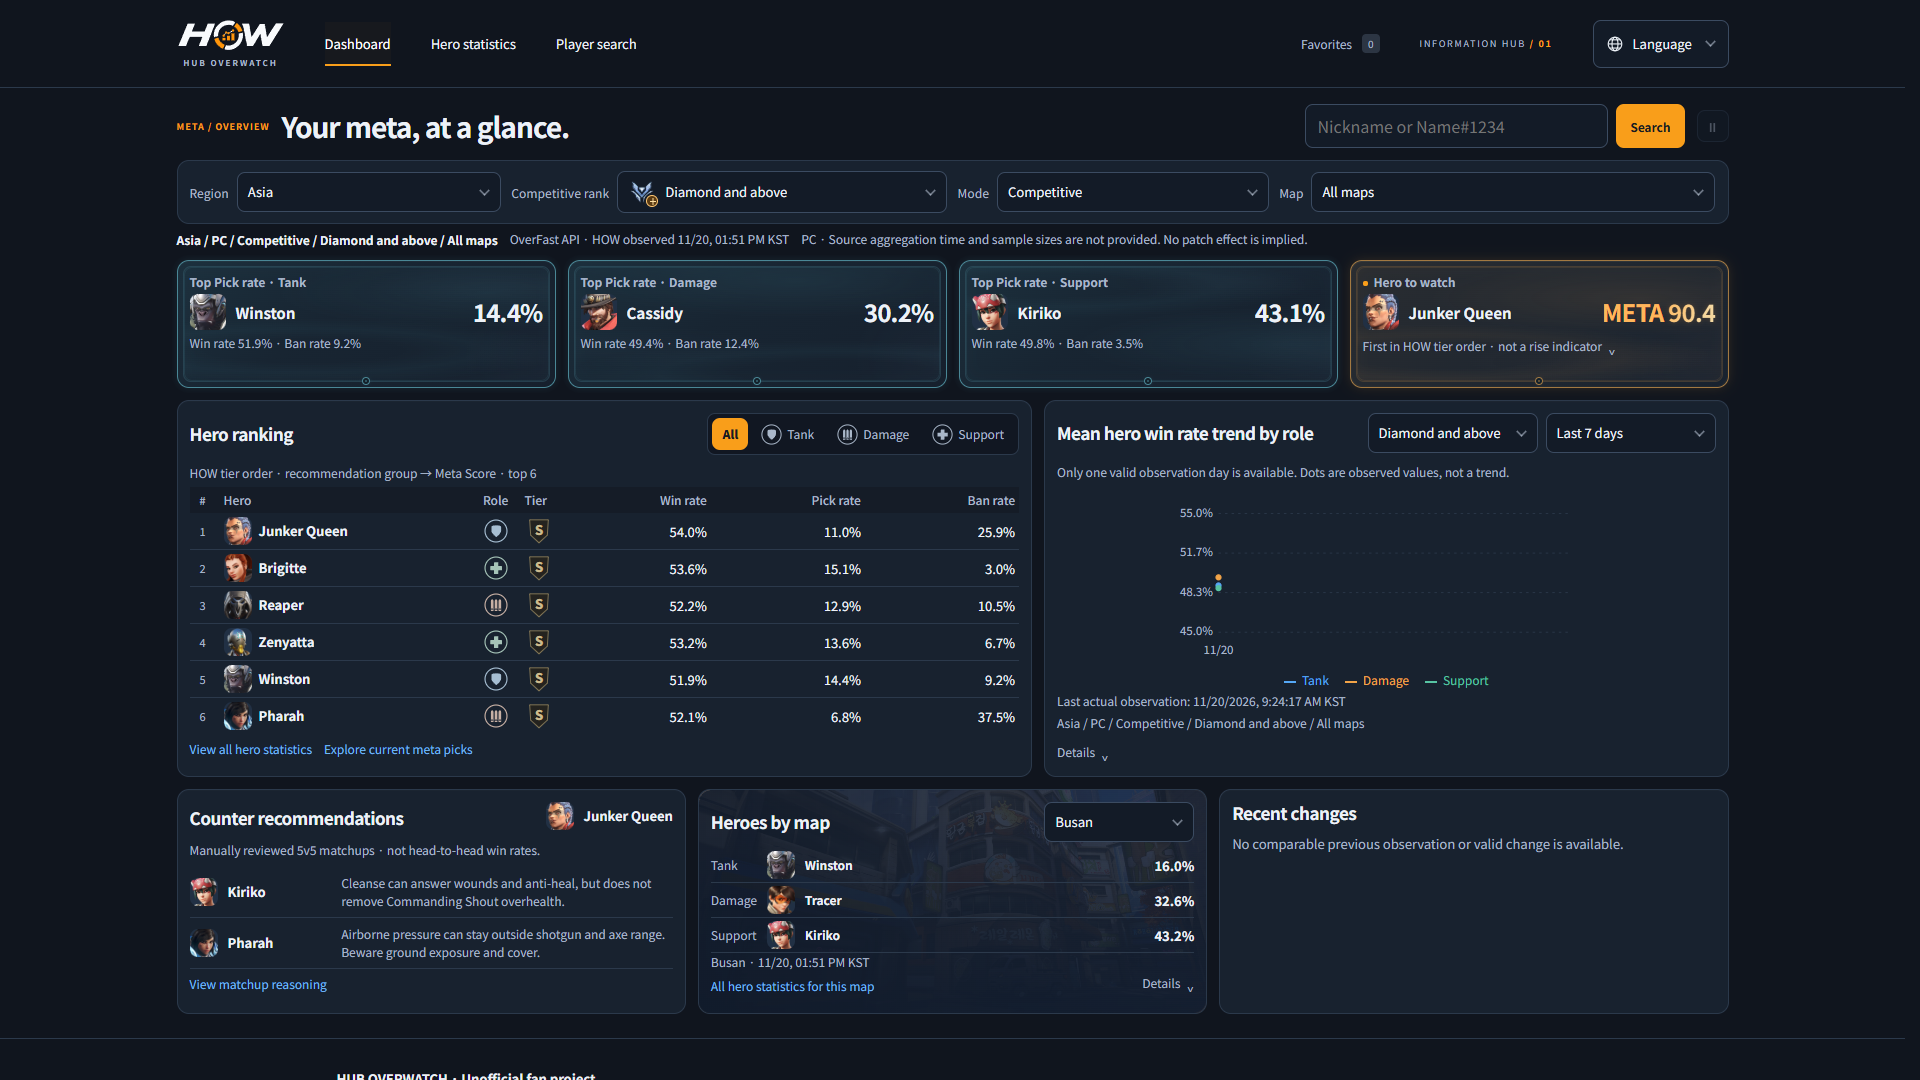 HOW
HUB OVERWATCH
Dashboard
Hero statistics
Player search
Favorites 0
INFORMATION HUB / 01
Language
META / OVERVIEW
Your meta, at a glance.
Nickname or Name#1234
Search
Region
Asia
Competitive rank
Diamond and above
Mode
Competitive
Map
All maps
Asia / PC / Competitive / Diamond and above / All maps
OverFast API · HOW observed 11/20, 01:51 PM KST
PC · Source aggregation time and sample sizes are not provided. No patch effect is implied.
Top Pick rate · Tank
Winston
14.4%
Win rate 51.9% · Ban rate 9.2%
Top Pick rate · Damage
Cassidy
30.2%
Win rate 49.4% · Ban rate 12.4%
Top Pick rate · Support
Kiriko
43.1%
Win rate 49.8% · Ban rate 3.5%
Hero to watch
Junker Queen
META 90.4
First in HOW tier order · not a rise indicator
Hero ranking
All
Tank
Damage
Support
HOW tier order · recommendation group → Meta Score · top 6
# Hero Role Tier Win rate Pick rate Ban rate
1 Junker Queen S 54.0% 11.0% 25.9%
2 Brigitte S 53.6% 15.1% 3.0%
3 Reaper S 52.2% 12.9% 10.5%
4 Zenyatta S 53.2% 13.6% 6.7%
5 Winston S 51.9% 14.4% 9.2%
6 Pharah S 52.1% 6.8% 37.5%
View all hero statistics
Explore current meta picks
Mean hero win rate trend by role
Diamond and above
Last 7 days
Only one valid observation day is available. Dots are observed values, not a trend.
55.0%
51.7%
48.3%
45.0%
11/20
Tank
Damage
Support
Last actual observation: 11/20/2026, 9:24:17 AM KST
Asia / PC / Competitive / Diamond and above / All maps
Details
Counter recommendations
Junker Queen
Manually reviewed 5v5 matchups · not head-to-head win rates.
Kiriko
Cleanse can answer wounds and anti-heal, but does not
remove Commanding Shout overhealth.
Pharah
Airborne pressure can stay outside shotgun and axe range.
Beware ground exposure and cover.
View matchup reasoning
Heroes by map
Busan
Tank Winston 16.0%
Damage Tracer 32.6%
Support Kiriko 43.2%
Busan · 11/20, 01:51 PM KST
All hero statistics for this map
Details
Recent changes
No comparable previous observation or valid change is available.
HUB OVERWATCH · Unofficial fan project